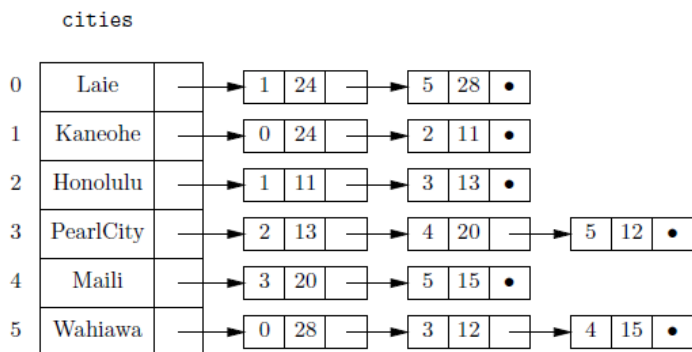 cities
0 Laie 1 24 5 28 •
1 Kaneohe 0 24 2 11 •
2 Honolulu 1 11 3 13 •
3 PearlCity 2 13 4 20 5 12 •
4 Maili 3 20 5 15 •
5 Wahiawa 0 28 3 12 4 15 •